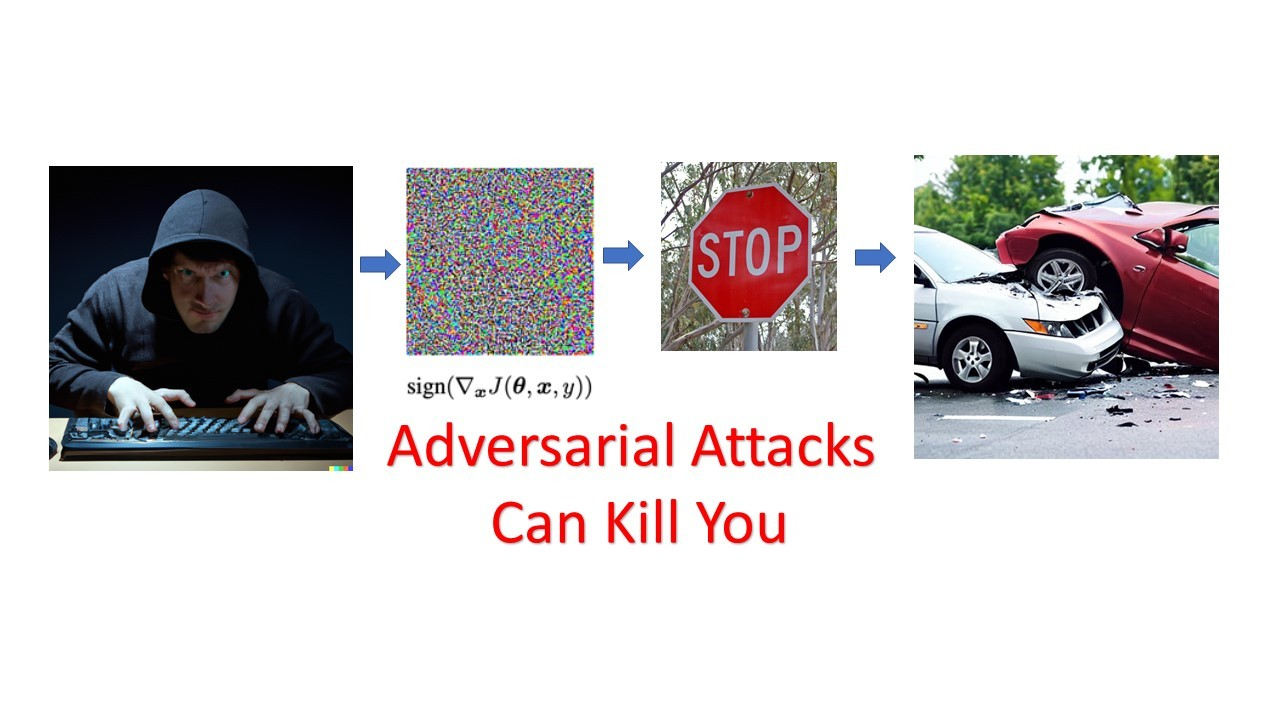 STOP
sign(∇ₓJ(θ, x, y))
Adversarial Attacks
Can Kill You